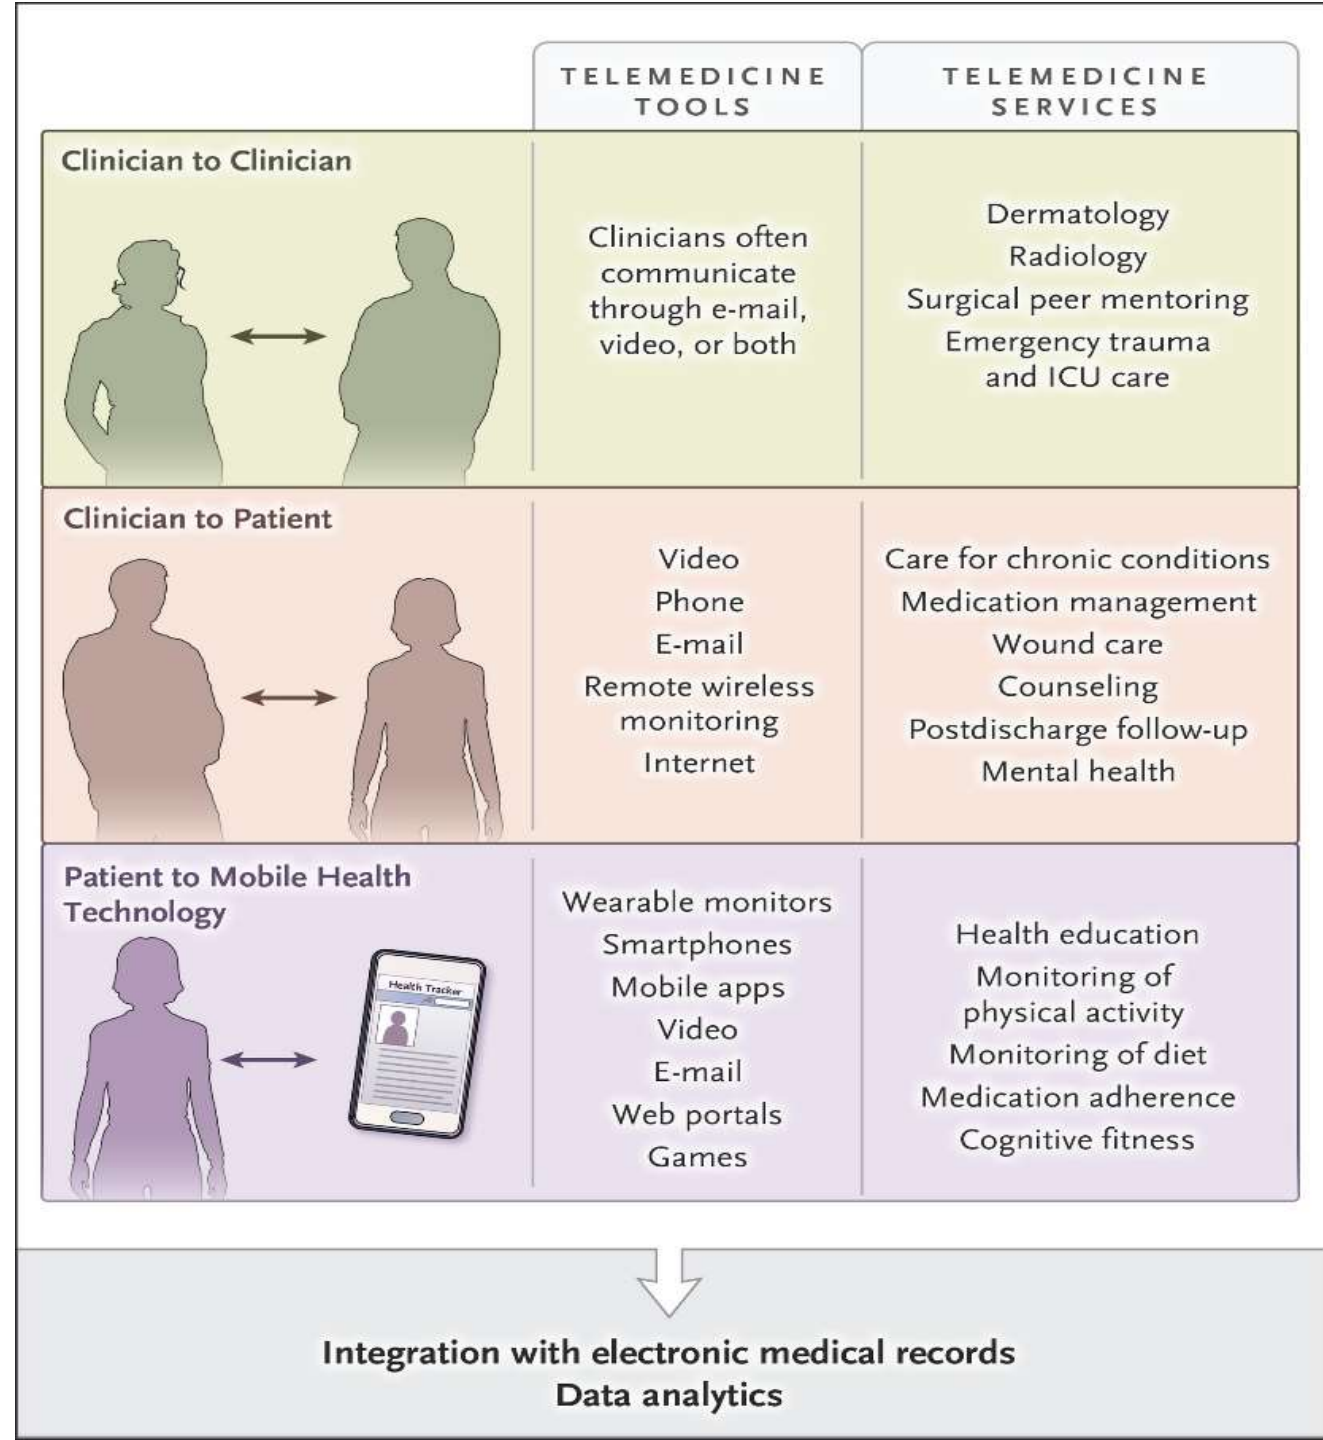 TELEMEDICINE
TOOLS
TELEMEDICINE
SERVICES
Clinician to Clinician
Clinicians often
communicate
through e-mail,
video, or both
Dermatology
Radiology
Surgical peer mentoring
Emergency trauma
and ICU care
Clinician to Patient
Video
Phone
E-mail
Remote wireless
monitoring
Internet
Care for chronic conditions
Medication management
Wound care
Counseling
Postdischarge follow-up
Mental health
Patient to Mobile Health
Technology
Health Tracker
Wearable monitors
Smartphones
Mobile apps
Video
E-mail
Web portals
Games
Health education
Monitoring of
physical activity
Monitoring of diet
Medication adherence
Cognitive fitness
Integration with electronic medical records
Data analytics